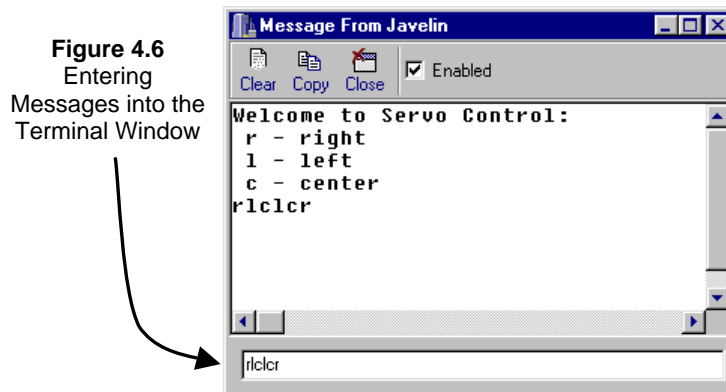 Figure 4.6
Entering
Messages into the
Terminal Window
Message From Javelin
Clear Copy Close Enabled
Welcome to Servo Control:
r - right
l - left
c - center
rlclcr
rlclcr